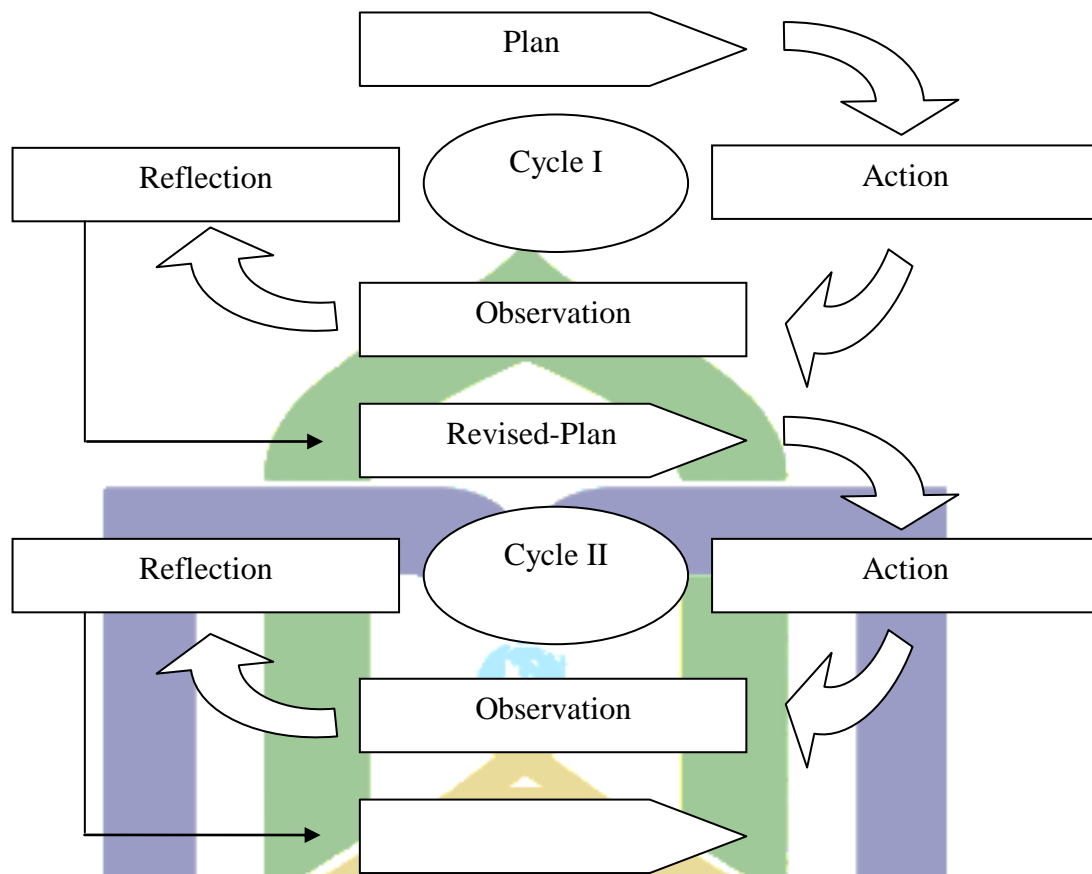 Plan
Cycle I
Reflection
Action
Observation
Revised-Plan
Cycle II
Reflection
Action
Observation